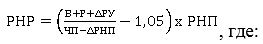 РНР = (В+Р+ΔРУ / ЧП−ΔРНП − 1,05) x РНП, где: